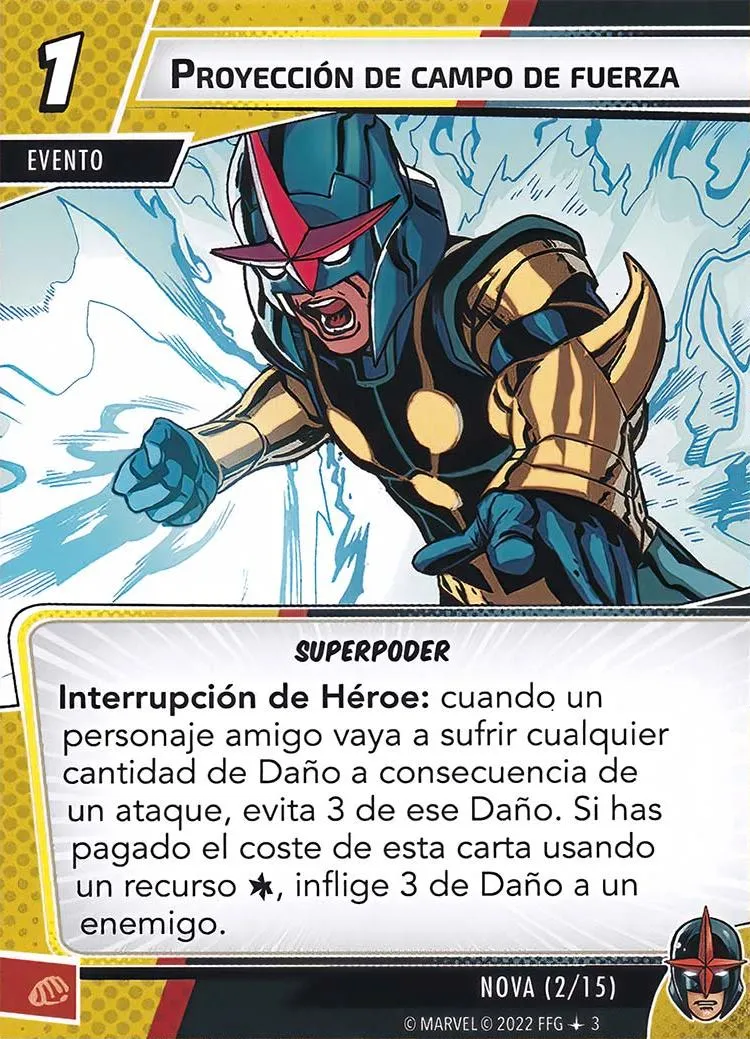 1
PROYECCIÓN DE CAMPO DE FUERZA
EVENTO
SUPERPODER
Interrupción de Héroe: cuando un
personaje amigo vaya a sufrir cualquier
cantidad de Daño a consecuencia de
un ataque, evita 3 de ese Daño. Si has
pagado el coste de esta carta usando
un recurso , inflige 3 de Daño a un
enemigo.
NOVA (2/15)
© MARVEL © 2022 FFG 3